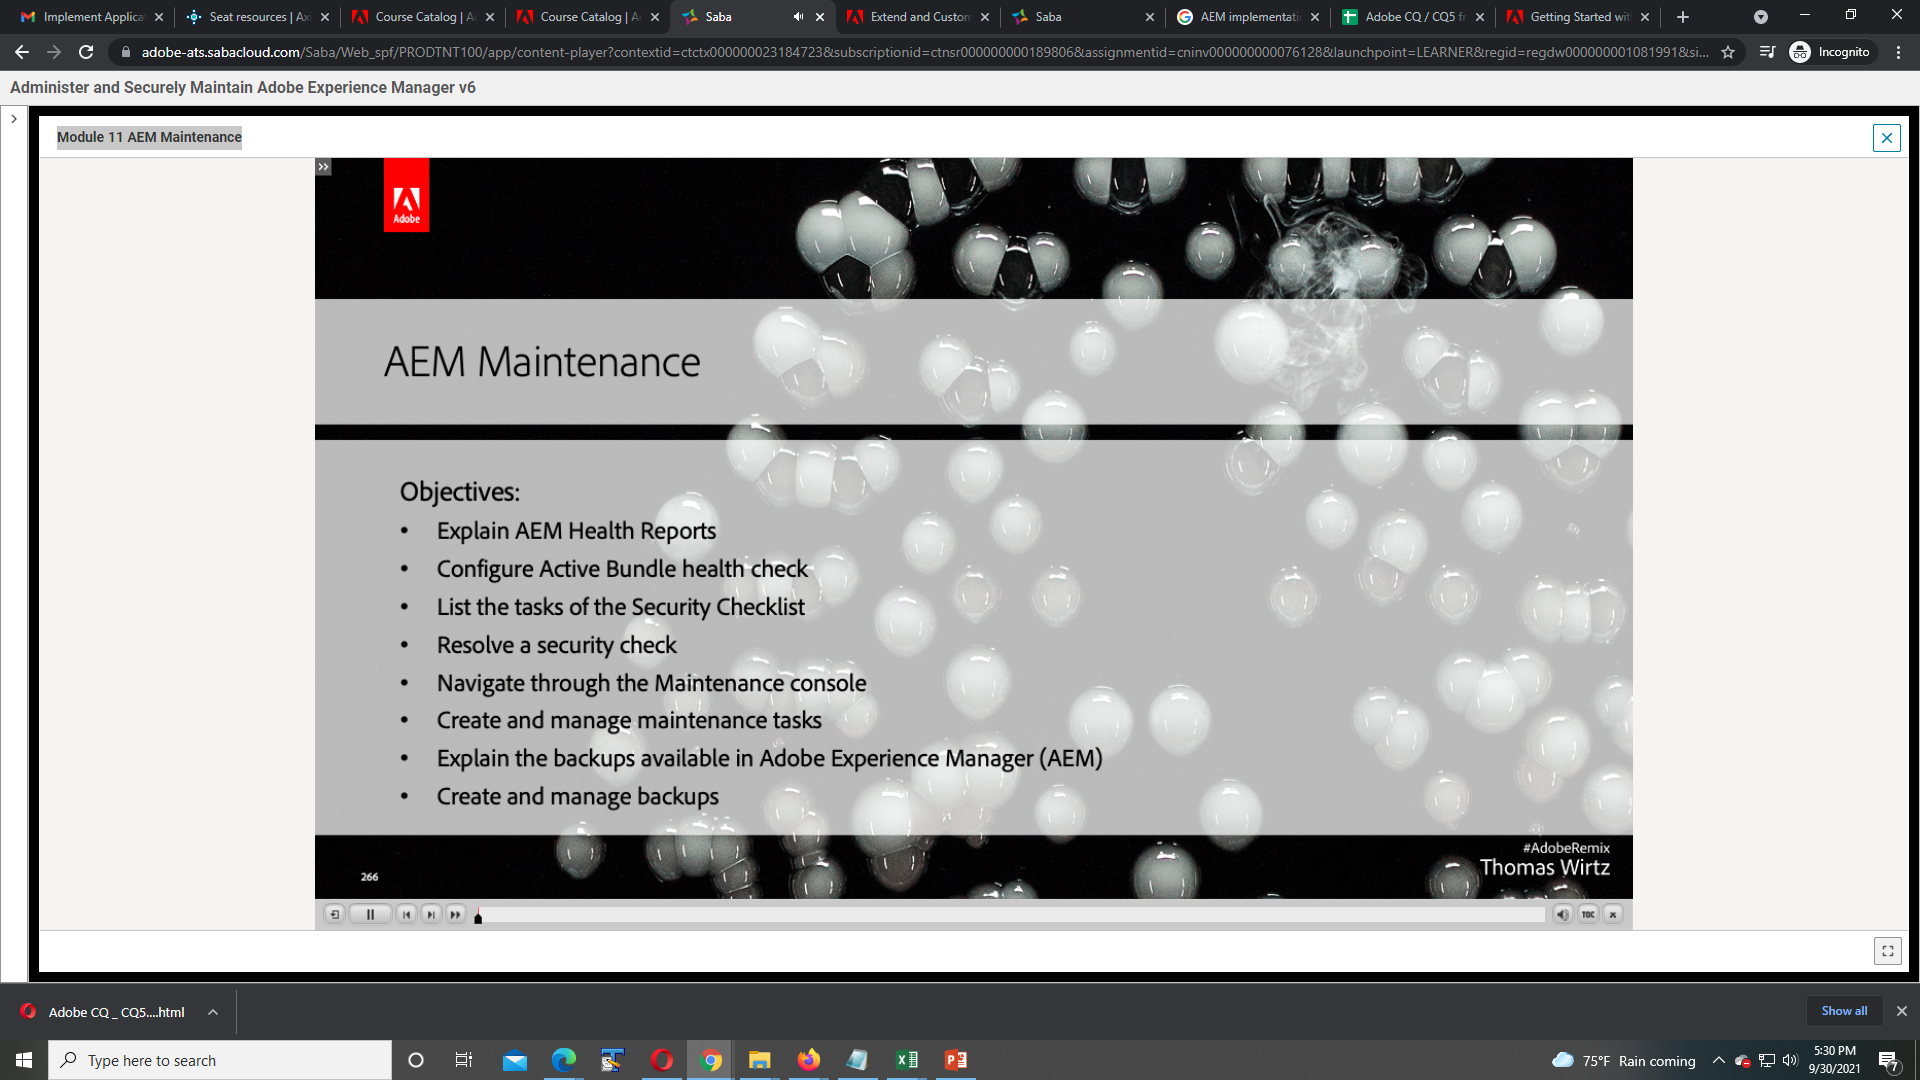 Implement Applica
Seat resources | Ax
Course Catalog | A
Course Catalog | A
Saba
Extend and Custom
Saba
AEM implementati
Adobe CQ / CQ5 f
Getting Started wit
adobe-ats.sabacloud.com/Saba/Web_spf/PRODTNT100/app/content-player?contextid=ctctx000000023184723&subscriptionid=ctnsr000000000189806&assignmentid=cninv000000000076128&launchpoint=LEARNER&regid=regdw000000001081991&si...
Incognito
Administer and Securely Maintain Adobe Experience Manager v6
Module 11 AEM Maintenance
Adobe
AEM Maintenance
Objectives:
• Explain AEM Health Reports
• Configure Active Bundle health check
• List the tasks of the Security Checklist
• Resolve a security check
• Navigate through the Maintenance console
• Create and manage maintenance tasks
• Explain the backups available in Adobe Experience Manager (AEM)
• Create and manage backups
#AdobeRemix
Thomas Wirtz
266
TOC
Adobe CQ _ CQ5....html
Show all
Type here to search
75°F Rain coming
5:30 PM
9/30/2021
7